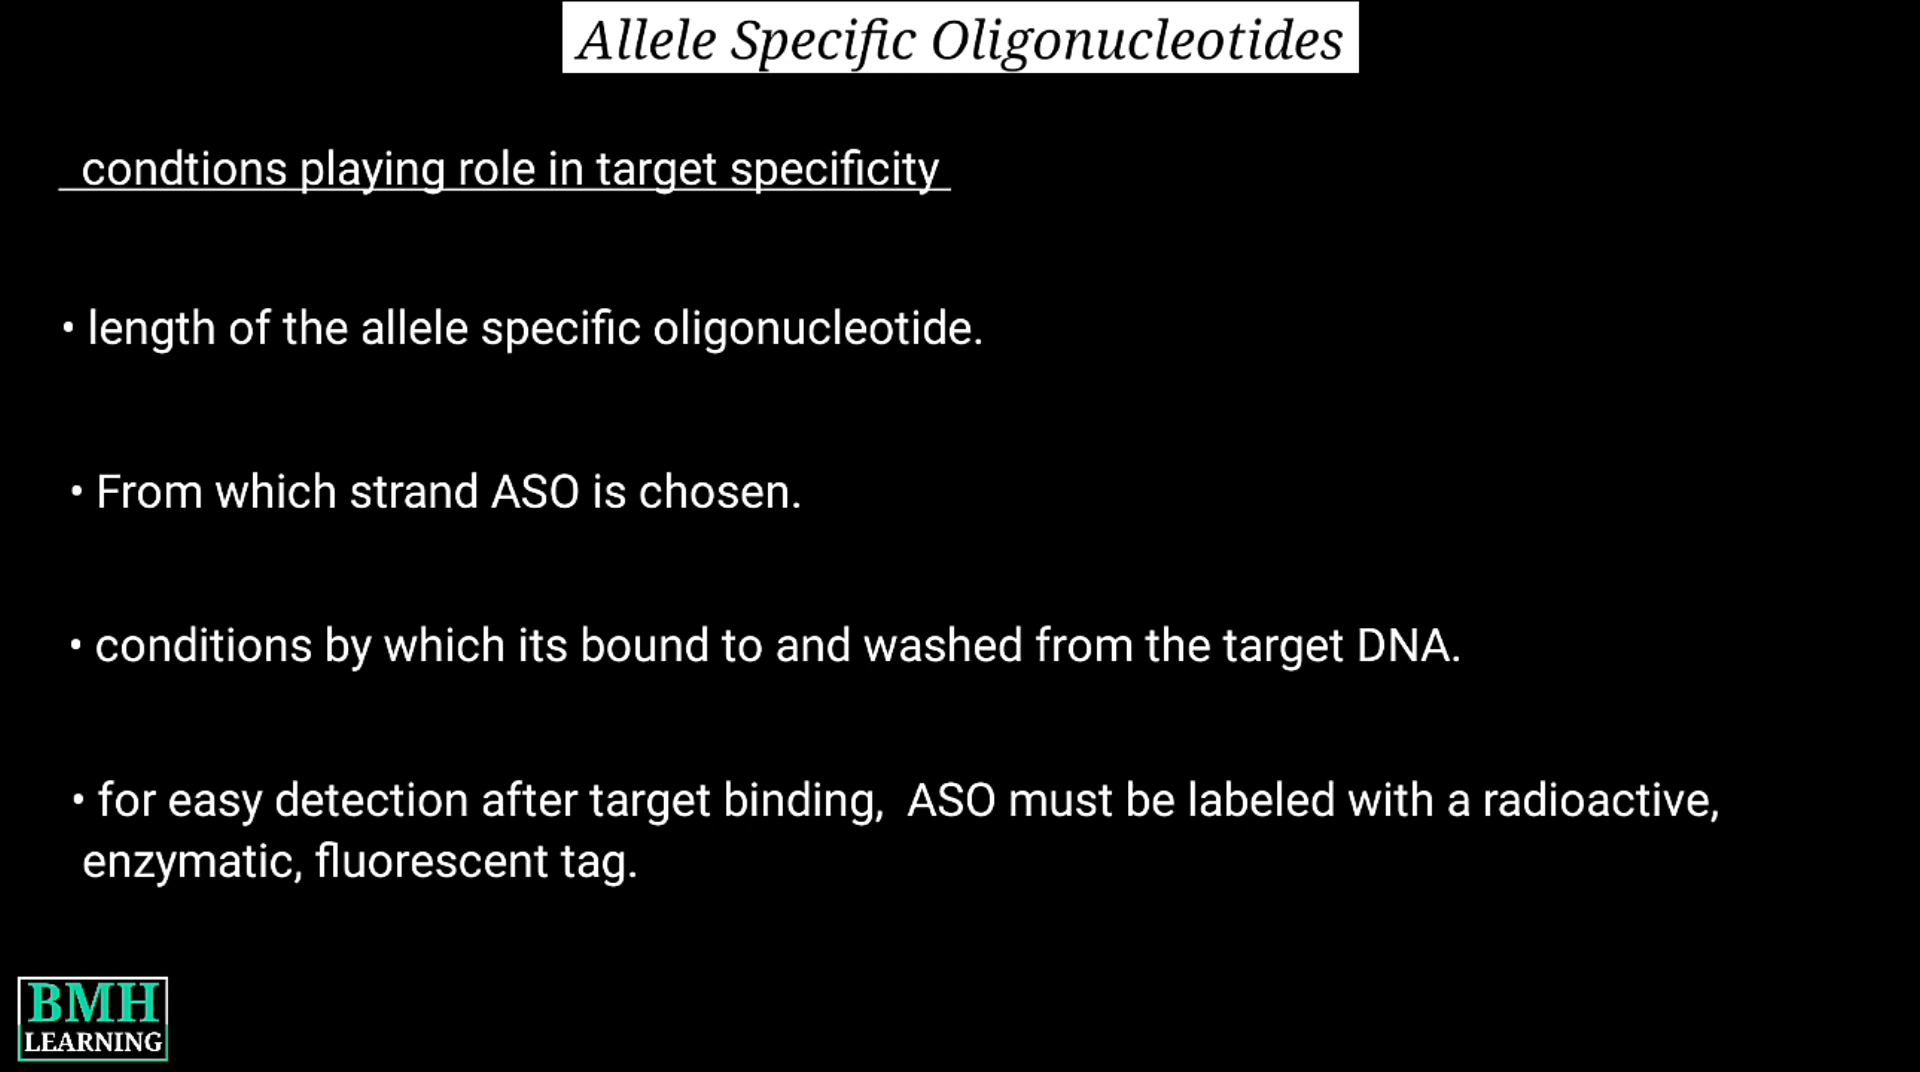 Allele Specific Oligonucleotides
condtions playing role in target specificity
• length of the allele specific oligonucleotide.
• From which strand ASO is chosen.
• conditions by which its bound to and washed from the target DNA.
• for easy detection after target binding, ASO must be labeled with a radioactive,
enzymatic, fluorescent tag.
BMH
LEARNING